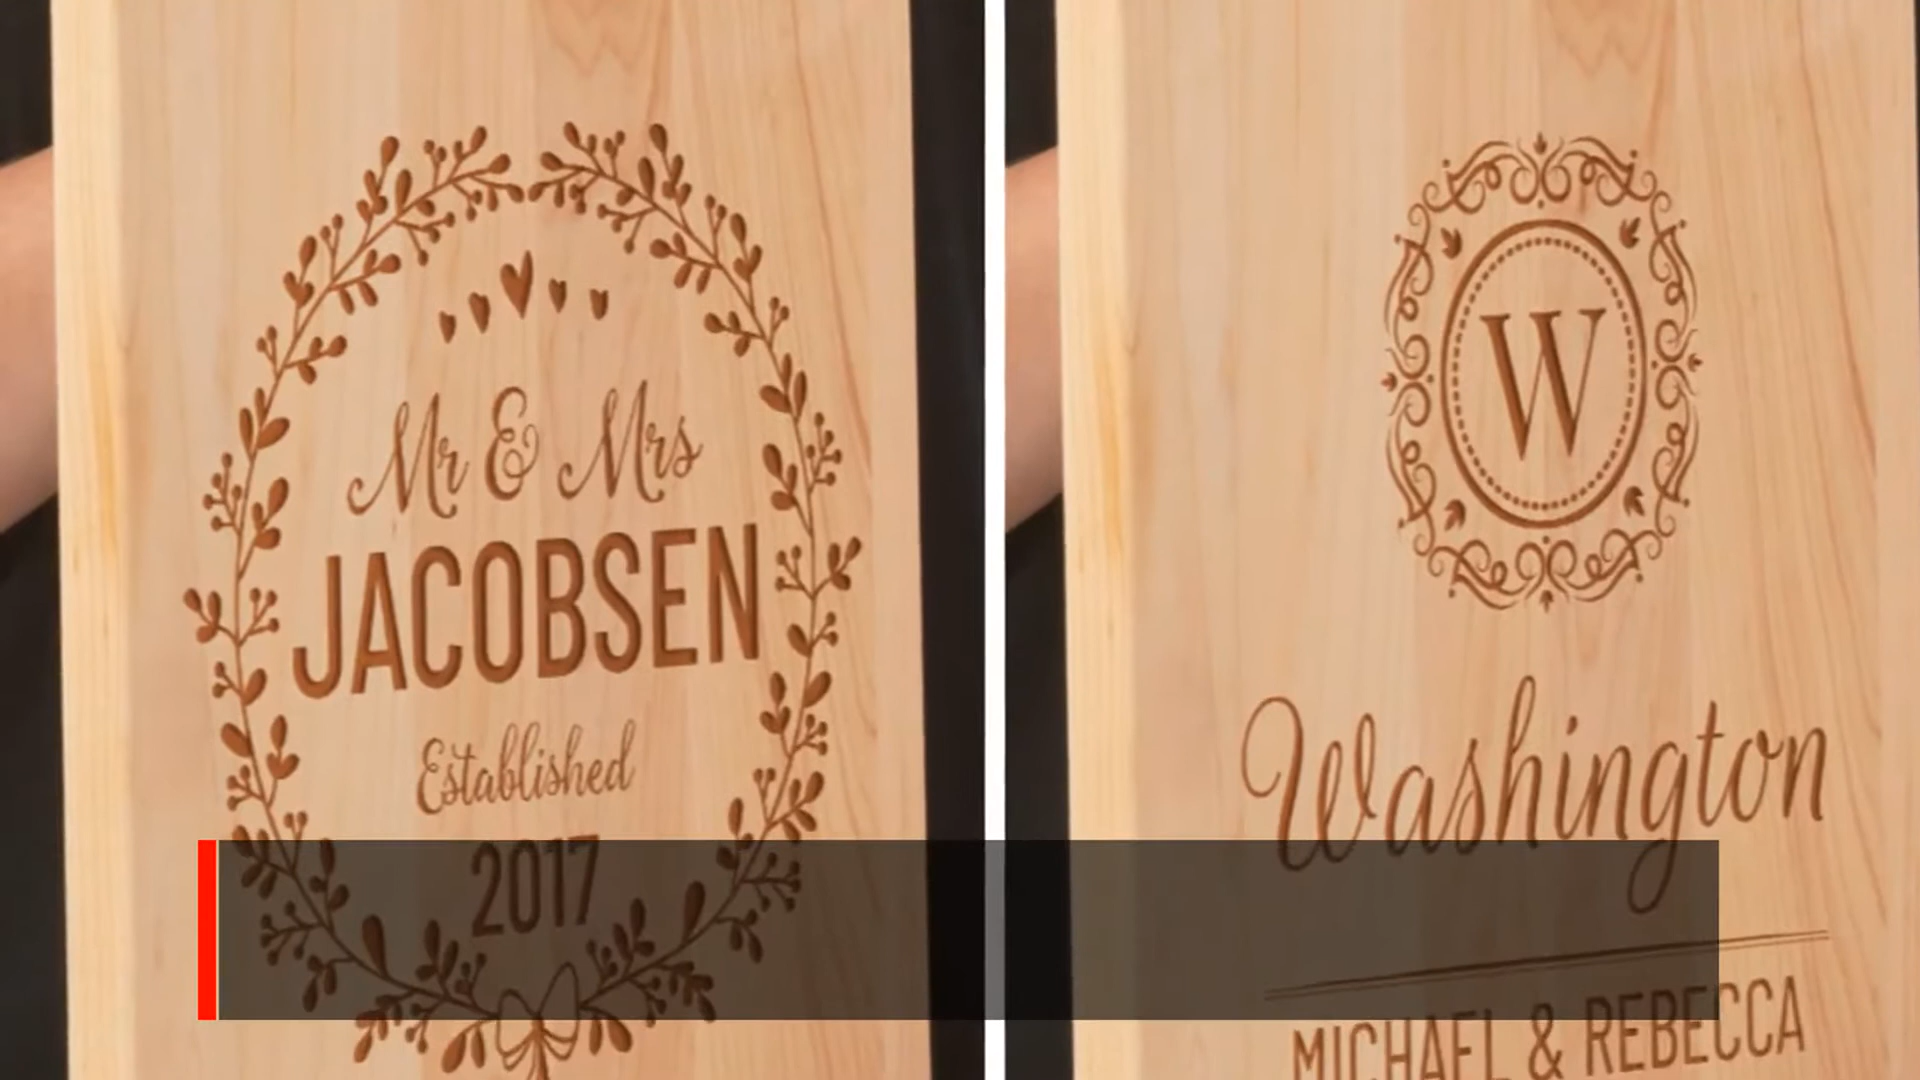 Mr & Mrs
JACOBSEN
Established
2017
W
Washington
MICHAEL & REBECCA